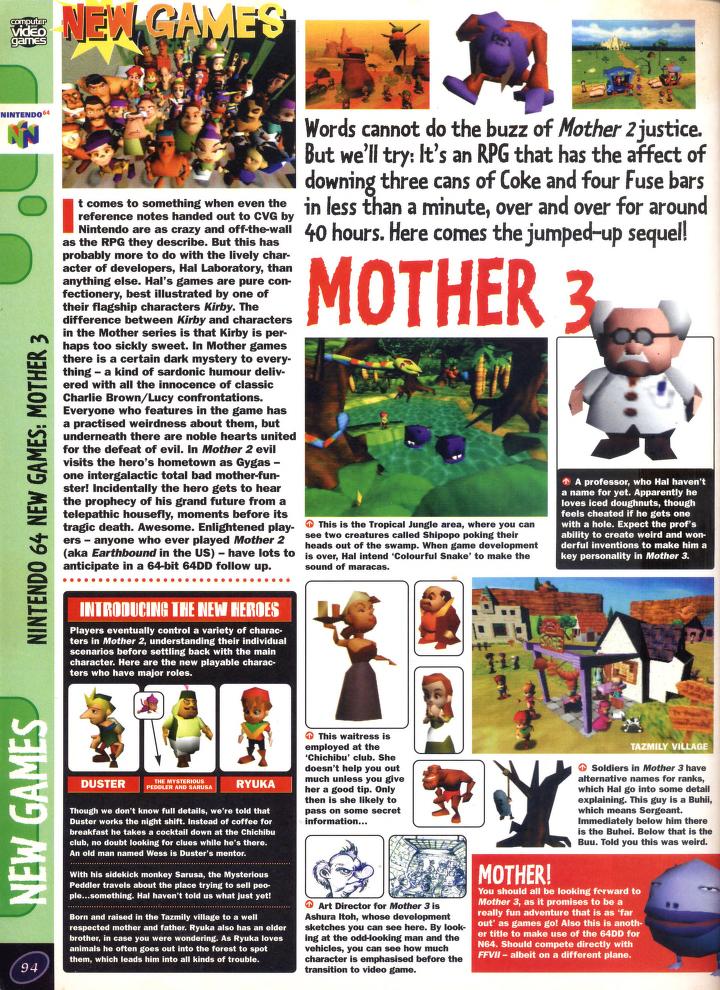 computer
video
games
NEW GAMES
NINTENDO 64
NINTENDO 64 NEW GAMES: MOTHER 3
NEW GAMES
94
It comes to something when even the
reference notes handed out to CVG by
Nintendo are as crazy and off-the-wall
as the RPG they describe. But this has
probably more to do with the lively char-
acter of developers, Hal Laboratory, than
anything else. Hal's games are pure con-
fectionery, best illustrated by one of
their flagship characters Kirby. The
difference between Kirby and characters
in the Mother series is that Kirby is per-
haps too sickly sweet. In Mother games
there is a certain dark mystery to every-
thing – a kind of sardonic humour deliv-
ered with all the innocence of classic
Charlie Brown/Lucy confrontations.
Everyone who features in the game has
a practised weirdness about them, but
underneath there are noble hearts united
for the defeat of evil. In Mother 2 evil
visits the hero's hometown as Gygas –
one intergalactic total bad mother-fun-
ster! Incidentally the hero gets to hear
the prophecy of his grand future from a
telepathic housefly, moments before its
tragic death. Awesome. Enlightened play-
ers – anyone who ever played Mother 2
(aka Earthbound in the US) – have lots to
anticipate in a 64-bit 64DD follow up.
Words cannot do the buzz of Mother 2 justice.
But we'll try: It's an RPG that has the affect of
downing three cans of Coke and four Fuse bars
in less than a minute, over and over for around
40 hours. Here comes the jumped-up sequel!
MOTHER 3
This is the Tropical Jungle area, where you can
see two creatures called Shipopo poking their
heads out of the swamp. When game development
is over, Hal intend 'Colourful Snake' to make the
sound of maracas.
A professor, who Hal haven't
a name for yet. Apparently he
loves iced doughnuts, though
feels cheated if he gets one
with a hole. Expect the prof's
ability to create weird and won-
derful inventions to make him a
key personality in Mother 3.
INTRODUCING THE NEW HEROES
Players eventually control a variety of charac-
ters in Mother 2, understanding their individual
scenarios before settling back with the main
character. Here are the new playable charac-
ters who have major roles.
DUSTER
THE MYSTERIOUS
PEDDLER AND SARUSA
RYUKA
Though we don't know full details, we're told that
Duster works the night shift. Instead of coffee for
breakfast he takes a cocktail down at the Chichibu
club, no doubt looking for clues while he's there.
An old man named Wess is Duster's mentor.
With his sidekick monkey Sarusa, the Mysterious
Peddler travels about the place trying to sell peo-
ple...something. Hal haven't told us what just yet!
Born and raised in the Tazmily village to a well
respected mother and father. Ryuka also has an elder
brother, in case you were wondering. As Ryuka loves
animals he often goes out into the forest to spot
them, which leads him into all kinds of trouble.
This waitress is
employed at the
'Chichibu' club. She
doesn't help you out
much unless you give
her a good tip. Only
then is she likely to
pass on some secret
information...
TAZMILY VILLAGE
Soldiers in Mother 3 have
alternative names for ranks,
which Hal go into some detail
explaining. This guy is a Buhii,
which means Sergeant.
Immediately below him there
is the Buhei. Below that is the
Buu. Told you this was weird.
Art Director for Mother 3 is
Ashura Itoh, whose development
sketches you can see here. By look-
ing at the odd-looking man and the
vehicles, you can see how much
character is emphasised before the
transition to video game.
MOTHER!
You should all be looking forward to
Mother 3, as it promises to be a
really fun adventure that is as 'far
out' as games go! Also this is anoth-
er title to make use of the 64DD for
N64. Should compete directly with
FFVII – albeit on a different plane.